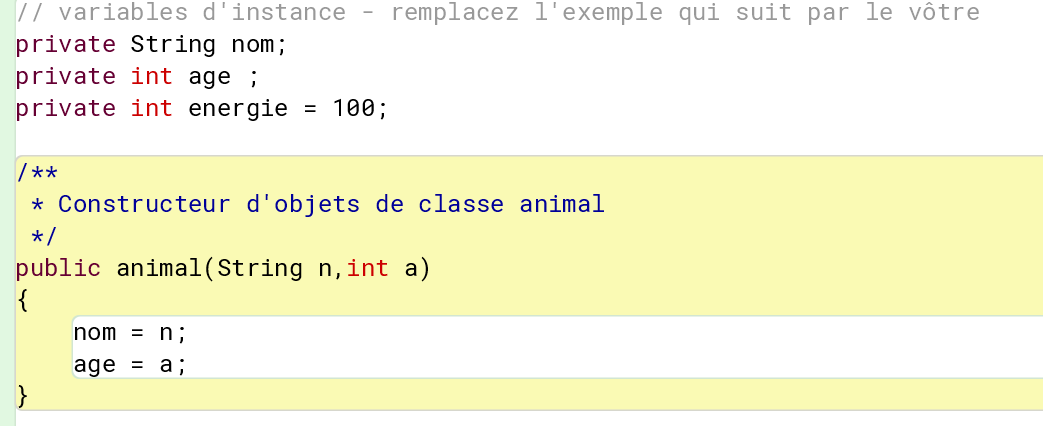 // variables d'instance - remplacez l'exemple qui suit par le vôtre
private String nom;
private int age ;
private int energie = 100;
/**
 * Constructeur d'objets de classe animal
 */
public animal(String n,int a)
{
    nom = n;
    age = a;
}